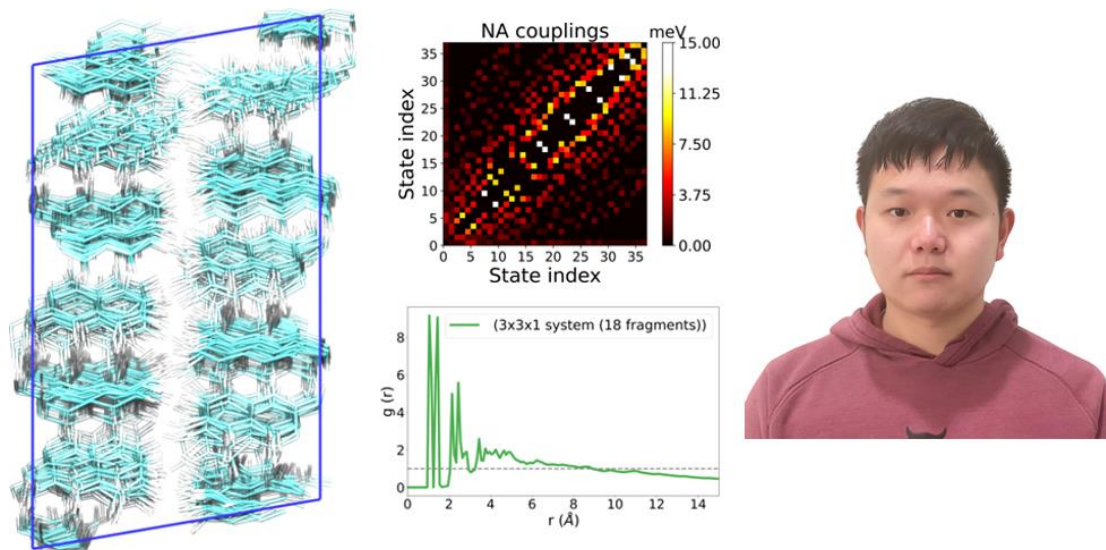 NA couplings
meV
35
30
25
20
15
10
5
0
State index
0 5 10 15 20 25 30 35
State index
15.00
11.25
7.50
3.75
0.00
(3x3x1 system (18 fragments))
8
6
4
2
0
g (r)
0 2 4 6 8 10 12 14
r (Å)